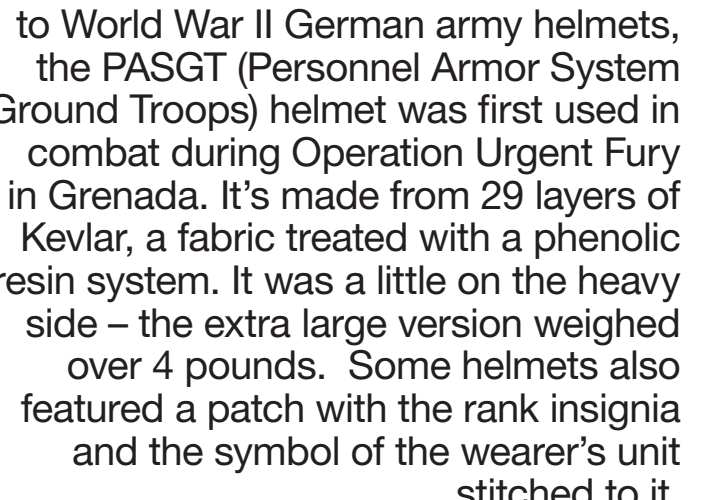 to World War II German army helmets,
the PASGT (Personnel Armor System
Ground Troops) helmet was first used in
combat during Operation Urgent Fury
in Grenada. It’s made from 29 layers of
Kevlar, a fabric treated with a phenolic
resin system. It was a little on the heavy
side – the extra large version weighed
over 4 pounds.  Some helmets also
featured a patch with the rank insignia
and the symbol of the wearer’s unit
stitched to it.